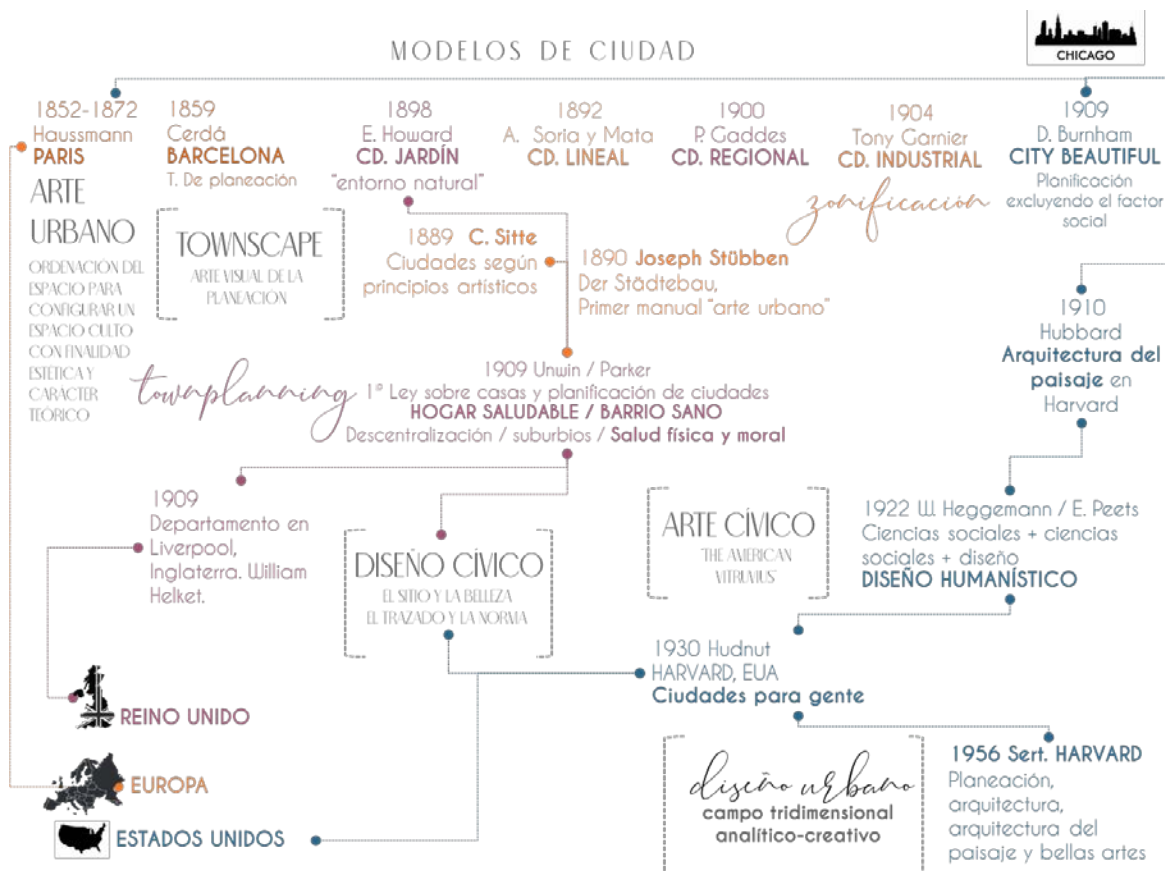 MODELOS DE CIUDAD
CHICAGO
1852-1872
Haussmann
PARIS
ARTE
URBANO
ORDENACIÓN DEL
ESPACIO PARA
CONFIGURAR UN
ESPACIO CULTO
CON FINALIDAD
ESTÉTICA Y
CARÁCTER
TEÓRICO
1859
Cerdá
BARCELONA
T. De planeación
1898
E. Howard
CD. JARDÍN
"entorno natural"
1892
A. Soria y Mata
CD. LINEAL
1900
P. Gaddes
CD. REGIONAL
1904
Tony Garnier
CD. INDUSTRIAL
zonificación
1909
D. Burnham
CITY BEAUTIFUL
Planificación
excluyendo el factor
social
TOWNSCAPE
ARTE VISUAL DE LA
PLANEACIÓN
1889 C. Sitte
Ciudades según
principios artísticos
1890 Joseph Stübben
Der Städtebau,
Primer manual "arte urbano"
1910
Hubbard
Arquitectura del
paisaje en
Harvard
townplanning
1909 Unwin / Parker
1ª Ley sobre casas y planificación de ciudades
HOGAR SALUDABLE / BARRIO SANO
Descentralización / suburbios / Salud física y moral
1909
Departamento en
Liverpool,
Inglaterra. William
Helket.
DISEÑO CÍVICO
EL SITIO Y LA BELLEZA
EL TRAZADO Y LA NORMA
ARTE CÍVICO
"THE AMERICAN
VITRUVIUS"
1922 W. Heggemann / E. Peets
Ciencias sociales + ciencias
sociales + diseño
DISEÑO HUMANÍSTICO
1930 Hudnut
HARVARD, EUA
Ciudades para gente
REINO UNIDO
EUROPA
ESTADOS UNIDOS
diseño urbano
campo tridimensional
analítico-creativo
1956 Sert. HARVARD
Planeación,
arquitectura,
arquitectura del
paisaje y bellas artes